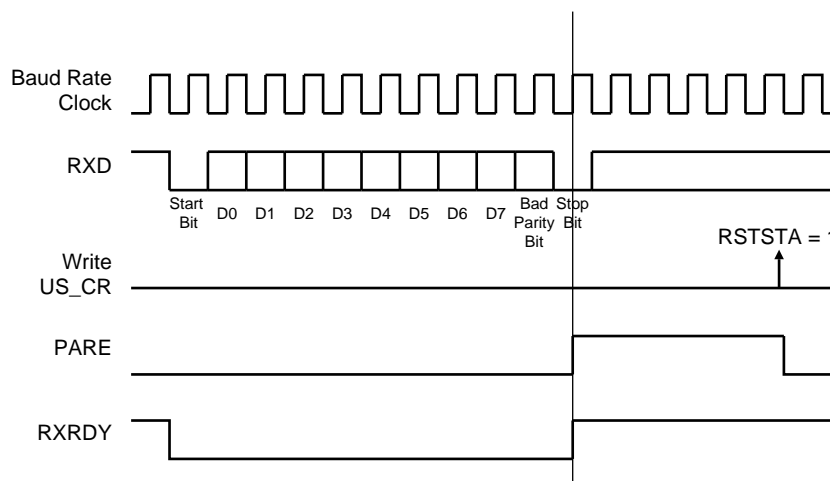 Baud Rate
Clock
RXD
Start
Bit
D0
D1
D2
D3
D4
D5
D6
D7
Bad
Parity
Bit
Stop
Bit
RSTSTA = 1
Write
US_CR
PARE
RXRDY